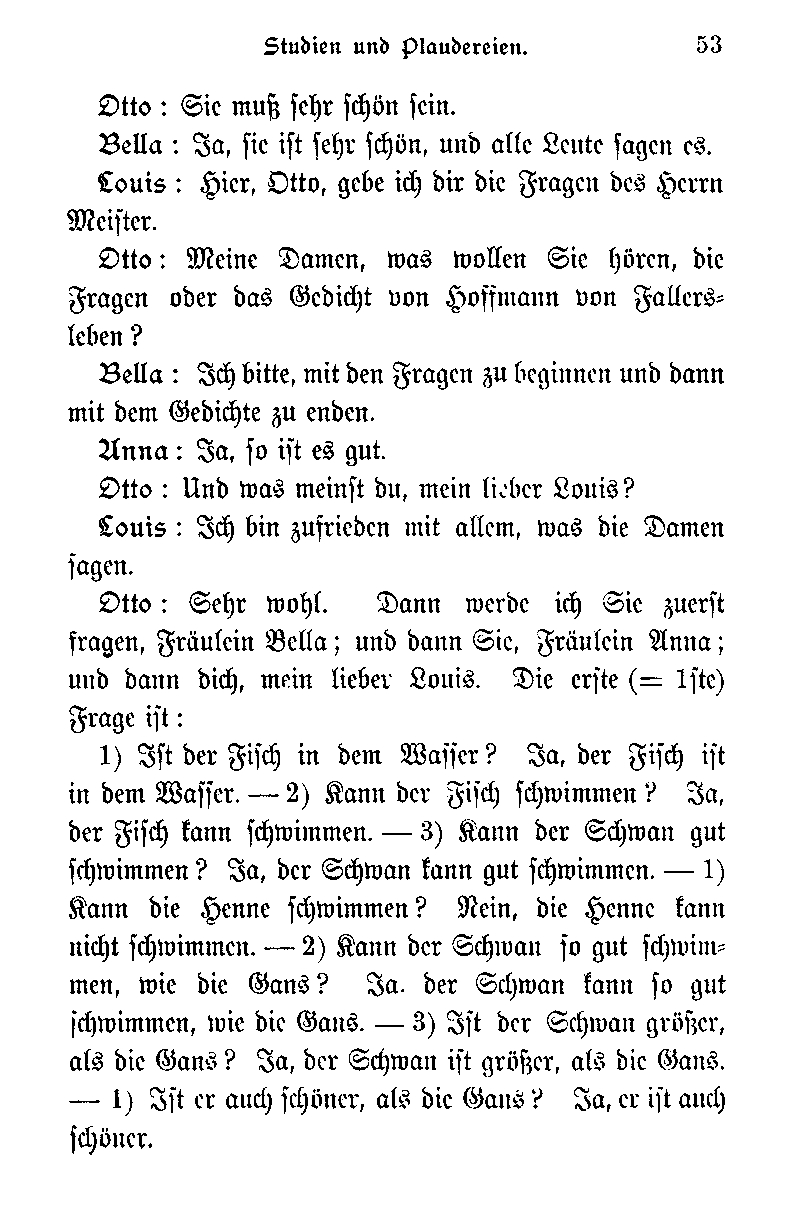 Studien und Plaudereien. 53
Otto : Sie muß sehr schön sein.
Bella : Ja, sie ist sehr schön, und alle Leute sagen es.
Louis : Hier, Otto, gebe ich dir die Fragen des Herrn
Meister.
Otto : Meine Damen, was wollen Sie hören, die
Fragen oder das Gedicht von Hoffmann von Fallers-
leben ?
Bella : Ich bitte, mit den Fragen zu beginnen und dann
mit dem Gedichte zu enden.
Anna : Ja, so ist es gut.
Otto : Und was meinst du, mein lieber Louis?
Louis : Ich bin zufrieden mit allem, was die Damen
sagen.
Otto : Sehr wohl. Dann werde ich Sie zuerst
fragen, Fräulein Bella ; und dann Sie, Fräulein Anna ;
und dann dich, mein lieber Louis. Die erste (= 1ste)
Frage ist :
1) Ist der Fisch in dem Wasser ? Ja, der Fisch ist
in dem Wasser. — 2) Kann der Fisch schwimmen ? Ja,
der Fisch kann schwimmen. — 3) Kann der Schwan gut
schwimmen ? Ja, der Schwan kann gut schwimmen. — 1)
Kann die Henne schwimmen ? Nein, die Henne kann
nicht schwimmen. — 2) Kann der Schwan so gut schwim-
men, wie die Gans ? Ja. der Schwan kann so gut
schwimmen, wie die Gans. — 3) Ist der Schwan größer,
als die Gans ? Ja, der Schwan ist größer, als die Gans.
— 1) Ist er auch schöner, als die Gans ? Ja, er ist auch
schöner.